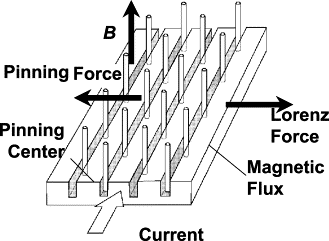 B
Pinning Force
Pinning
Center
Lorenz
Force
Magnetic
Flux
Current